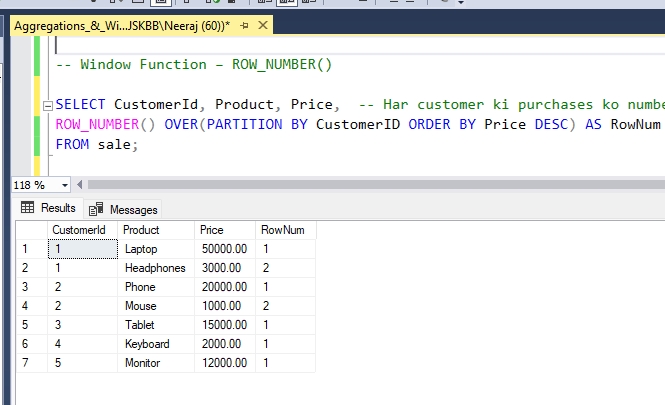 Aggregations_&_Wi...JSKBB\Neeraj (60))*
-- Window Function – ROW_NUMBER()
SELECT CustomerId, Product, Price,  -- Har customer ki purchases ko
ROW_NUMBER() OVER(PARTITION BY CustomerID ORDER BY Price DESC) AS RowNum
FROM sale;
118 %
Results Messages
CustomerId Product Price RowNum
1 1 Laptop 50000.00 1
2 1 Headphones 3000.00 2
3 2 Phone 20000.00 1
4 2 Mouse 1000.00 2
5 3 Tablet 15000.00 1
6 4 Keyboard 2000.00 1
7 5 Monitor 12000.00 1